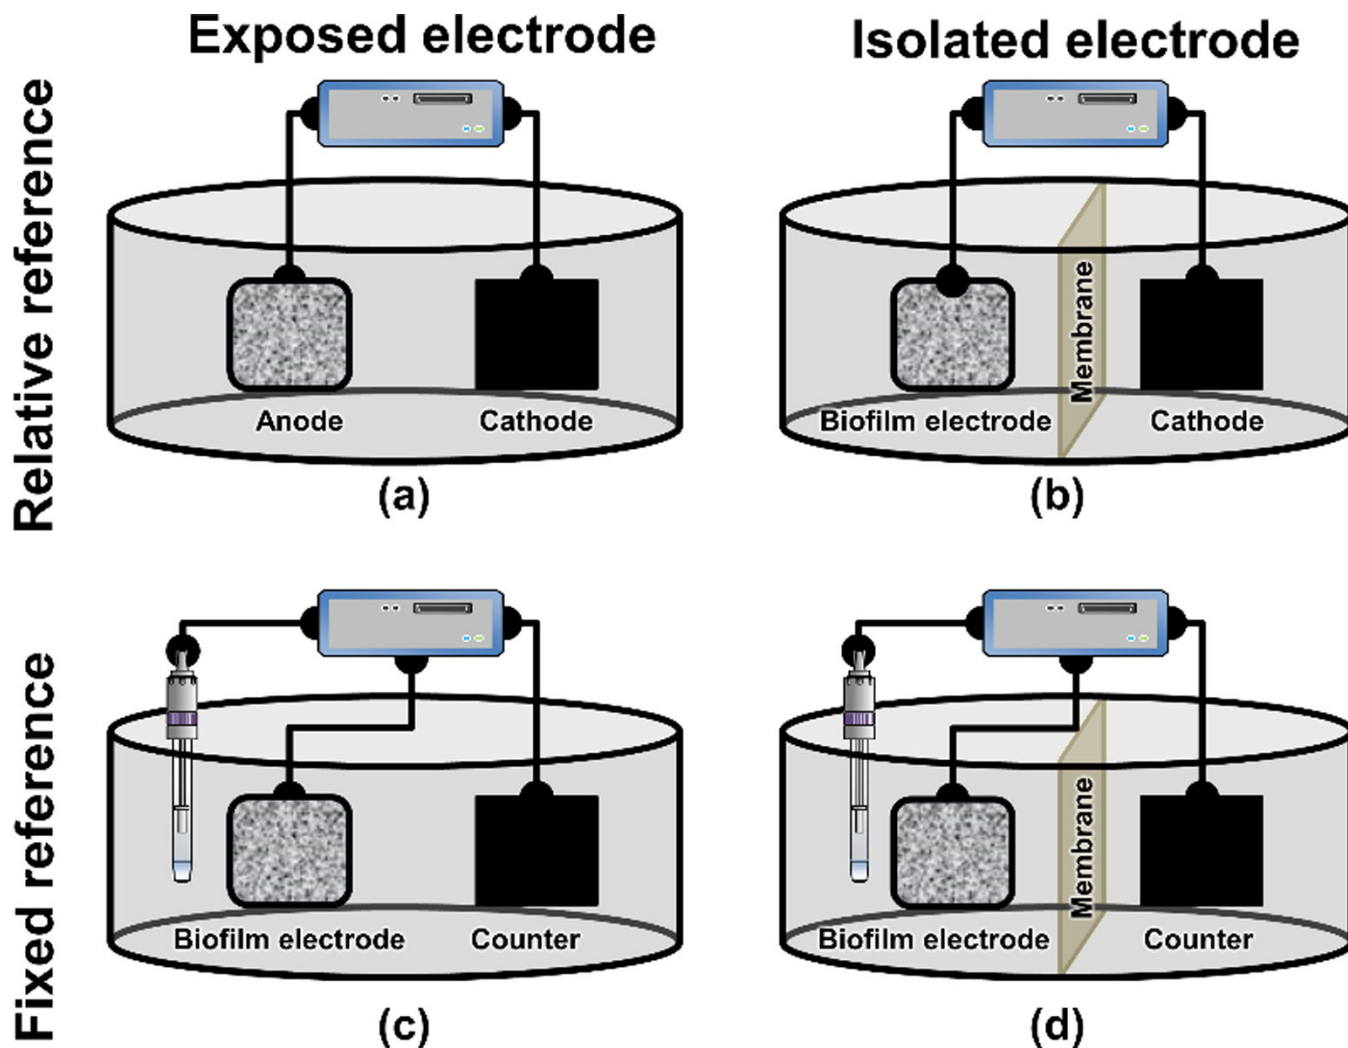 Exposed electrode
Isolated electrode
Relative reference
Anode
Cathode
(a)
Biofilm electrode
Membrane
Cathode
(b)
Fixed reference
Biofilm electrode
Counter
(c)
Biofilm electrode
Membrane
Counter
(d)